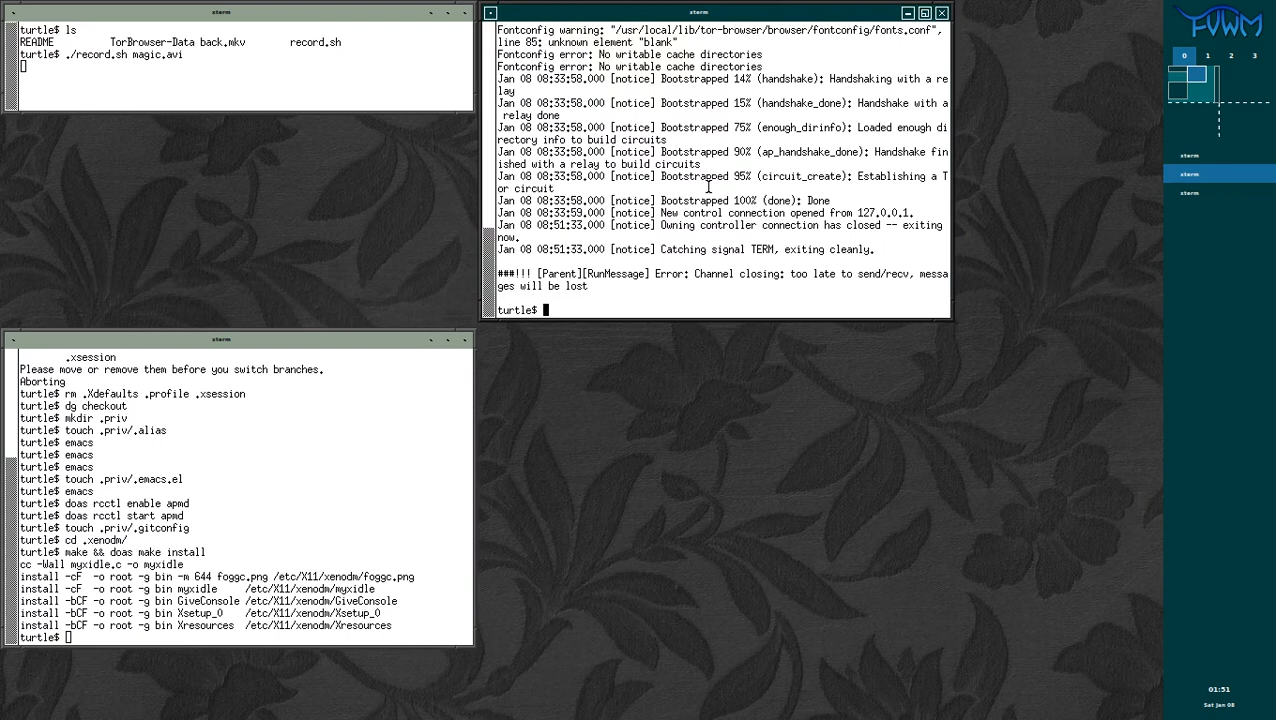 xterm
turtle$ ls
README          TorBrowser-Data back.mkv        record.sh
turtle$ ./record.sh magic.avi
xterm
Fontconfig warning: "/usr/local/lib/tor-browser/browser/fontconfig/fonts.conf",
line 85: unknown element "blank"
Fontconfig error: No writable cache directories
Fontconfig error: No writable cache directories
Jan 08 08:33:58.000 [notice] Bootstrapped 14% (handshake): Handshaking with a re
lay
Jan 08 08:33:58.000 [notice] Bootstrapped 15% (handshake_done): Handshake with a
 relay done
Jan 08 08:33:58.000 [notice] Bootstrapped 75% (enough_dirinfo): Loaded enough di
rectory info to build circuits
Jan 08 08:33:58.000 [notice] Bootstrapped 90% (ap_handshake_done): Handshake fin
ished with a relay to build circuits
Jan 08 08:33:58.000 [notice] Bootstrapped 95% (circuit_create): Establishing a T
or circuit
Jan 08 08:33:58.000 [notice] Bootstrapped 100% (done): Done
Jan 08 08:33:59.000 [notice] New control connection opened from 127.0.0.1.
Jan 08 08:51:33.000 [notice] Owning controller connection has closed -- exiting
now.
Jan 08 08:51:33.000 [notice] Catching signal TERM, exiting cleanly.
###!!! [Parent][RunMessage] Error: Channel closing: too late to send/recv, messa
ges will be lost
turtle$
xterm
.xsession
Please move or remove them before you switch branches.
Aborting
turtle$ rm .Xdefaults .profile .xsession
turtle$ dg checkout
turtle$ mkdir .priv
turtle$ touch .priv/.alias
turtle$ emacs
turtle$ emacs
turtle$ emacs
turtle$ touch .priv/.emacs.el
turtle$ emacs
turtle$ doas rcctl enable apmd
turtle$ doas rcctl start apmd
turtle$ touch .priv/.gitconfig
turtle$ cd .xenodm/
turtle$ make && doas make install
cc -Wall myxidle.c -o myxidle
install -cF  -o root -g bin -m 644 foggc.png /etc/X11/xenodm/foggc.png
install -cF  -o root -g bin myxidle     /etc/X11/xenodm/myxidle
install -bCF -o root -g bin GiveConsole /etc/X11/xenodm/GiveConsole
install -bCF -o root -g bin Xsetup_0    /etc/X11/xenodm/Xsetup_0
install -bCF -o root -g bin Xresources  /etc/X11/xenodm/Xresources
turtle$
FVWM
0 1 2 3
xterm
xterm
xterm
01:51
Sat Jan 08